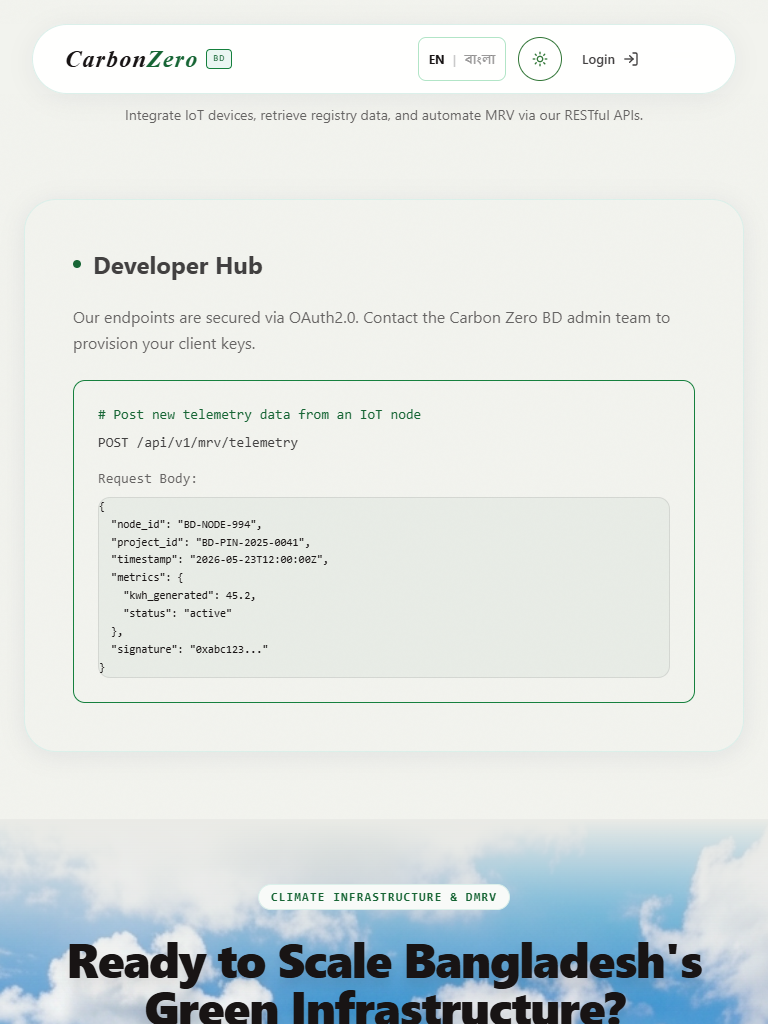 CarbonZero BD
EN | বাংলা
Login
Integrate IoT devices, retrieve registry data, and automate MRV via our RESTful APIs.
Developer Hub
Our endpoints are secured via OAuth2.0. Contact the Carbon Zero BD admin team to
provision your client keys.
# Post new telemetry data from an IoT node
POST /api/v1/mrv/telemetry
Request Body:
{
  "node_id": "BD-NODE-994",
  "project_id": "BD-PIN-2025-0041",
  "timestamp": "2026-05-23T12:00:00Z",
  "metrics": {
    "kwh_generated": 45.2,
    "status": "active"
  },
  "signature": "0xabc123..."
}
CLIMATE INFRASTRUCTURE & DMRV
Ready to Scale Bangladesh's
Green Infrastructure?